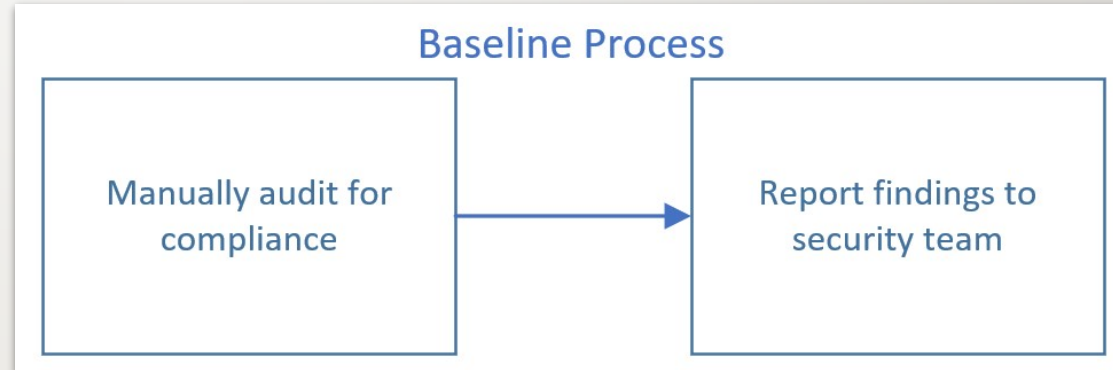 Baseline Process
Manually audit for
compliance
Report findings to
security team